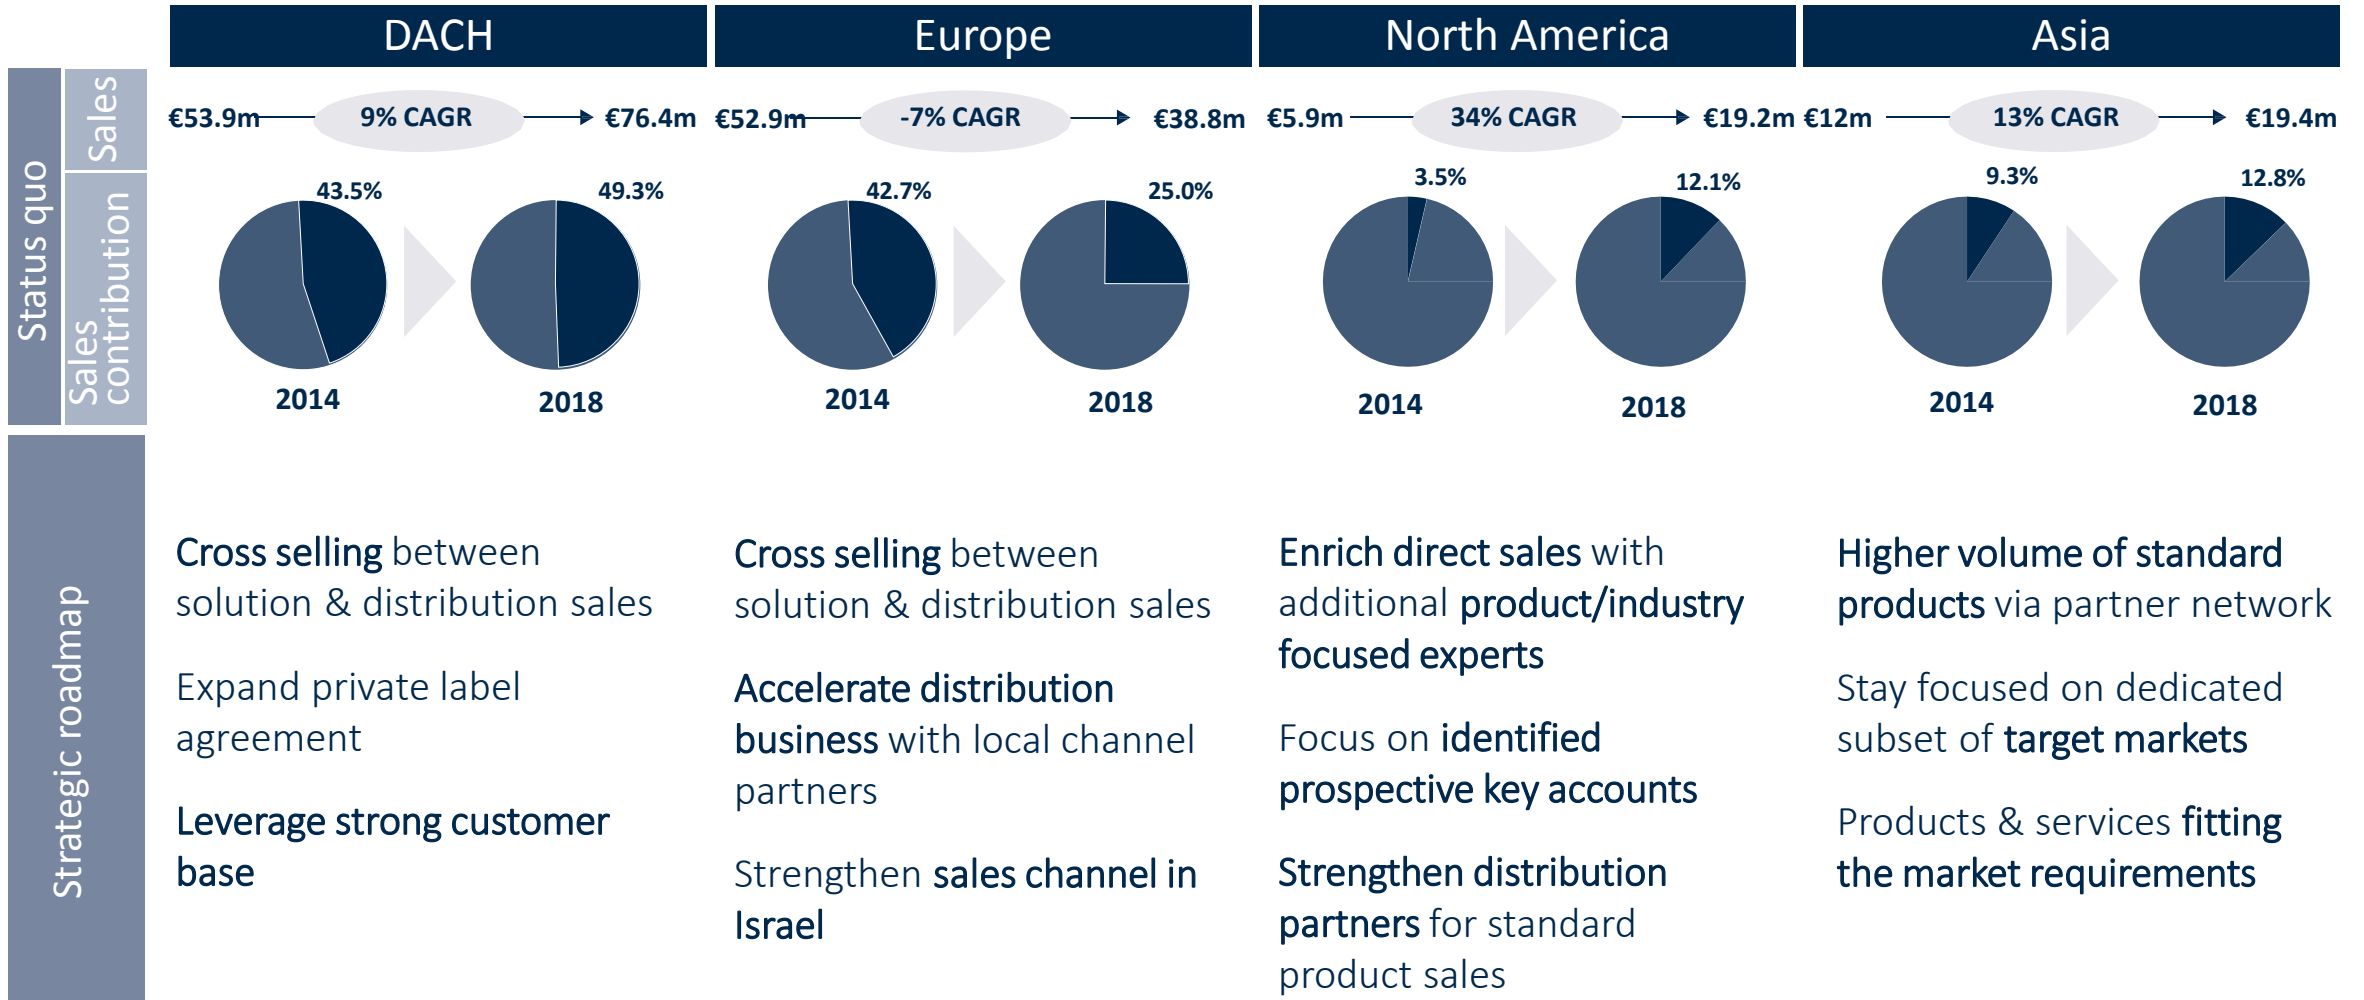 DACH
Europe
North America
Asia
Status quo
Sales
€53.9m
9% CAGR
€76.4m
€52.9m
-7% CAGR
€38.8m
€5.9m
34% CAGR
€19.2m
€12m
13% CAGR
€19.4m
Sales
contribution
43.5%
49.3%
42.7%
25.0%
3.5%
12.1%
9.3%
12.8%
2014
2018
2014
2018
2014
2018
2014
2018
Strategic roadmap
Cross selling between
solution & distribution sales
Expand private label
agreement
Leverage strong customer
base
Cross selling between
solution & distribution sales
Accelerate distribution
business with local channel
partners
Strengthen sales channel in
Israel
Enrich direct sales with
additional product/industry
focused experts
Focus on identified
prospective key accounts
Strengthen distribution
partners for standard
product sales
Higher volume of standard
products via partner network
Stay focused on dedicated
subset of target markets
Products & services fitting
the market requirements